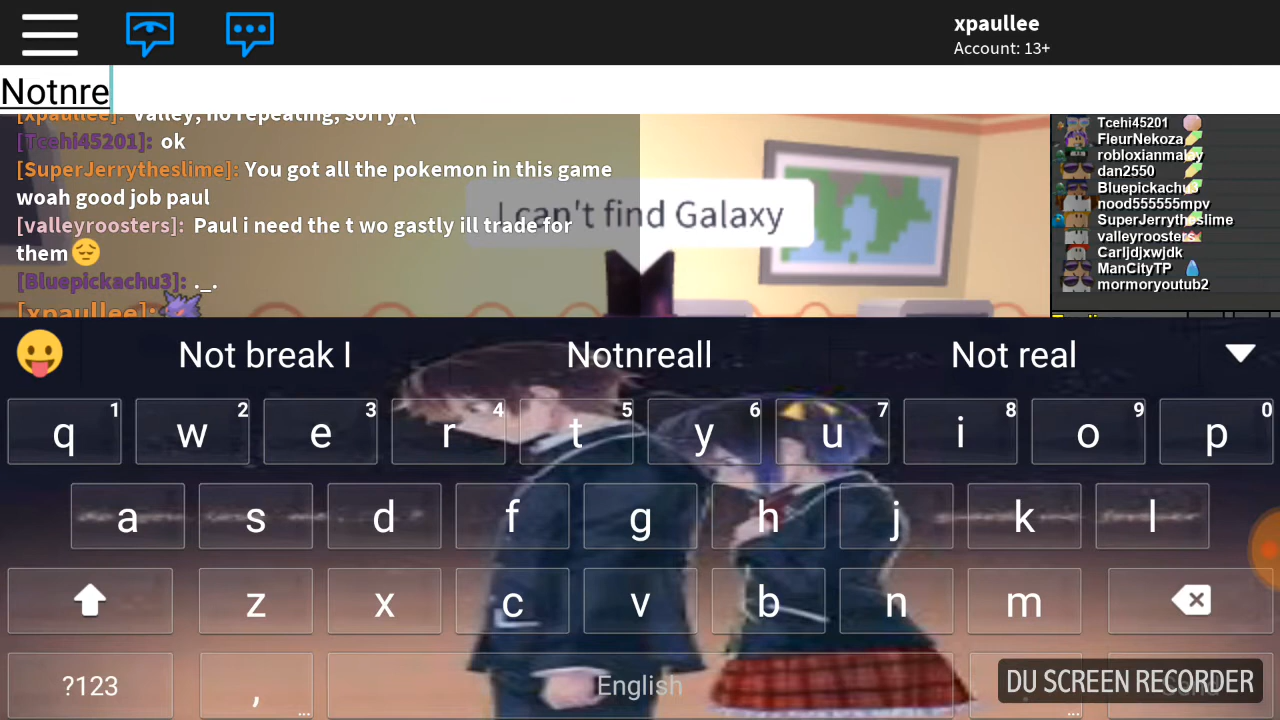 xpaullee
Account: 13+
Notnre
[xpaullee]: Valley, no repeating, sorry :(
[Tcehi45201]: ok
[SuperJerrytheslime]: You got all the pokemon in this game
woah good job paul
[valleyroosters]: Paul i need the t wo gastly ill trade for
them😔
[Bluepickachu3]: ._.
[xpaullee]:
I can't find Galaxy
Tcehi45201
FleurNekoza
robloxianmalay
dan2550
Bluepickachu3
nood555555mpv
SuperJerrytheslime
valleyroosters
Carljdjxwjdk
ManCityTP
mormoryoutub2
😛 Not break I Notnreall Not real
q 1 w 2 e 3 r 4 t 5 y 6 u 7 i 8 o 9 p 0
a s d f g h j k l
z x c v b n m
?123 , ... English ...
DU SCREEN RECORDER